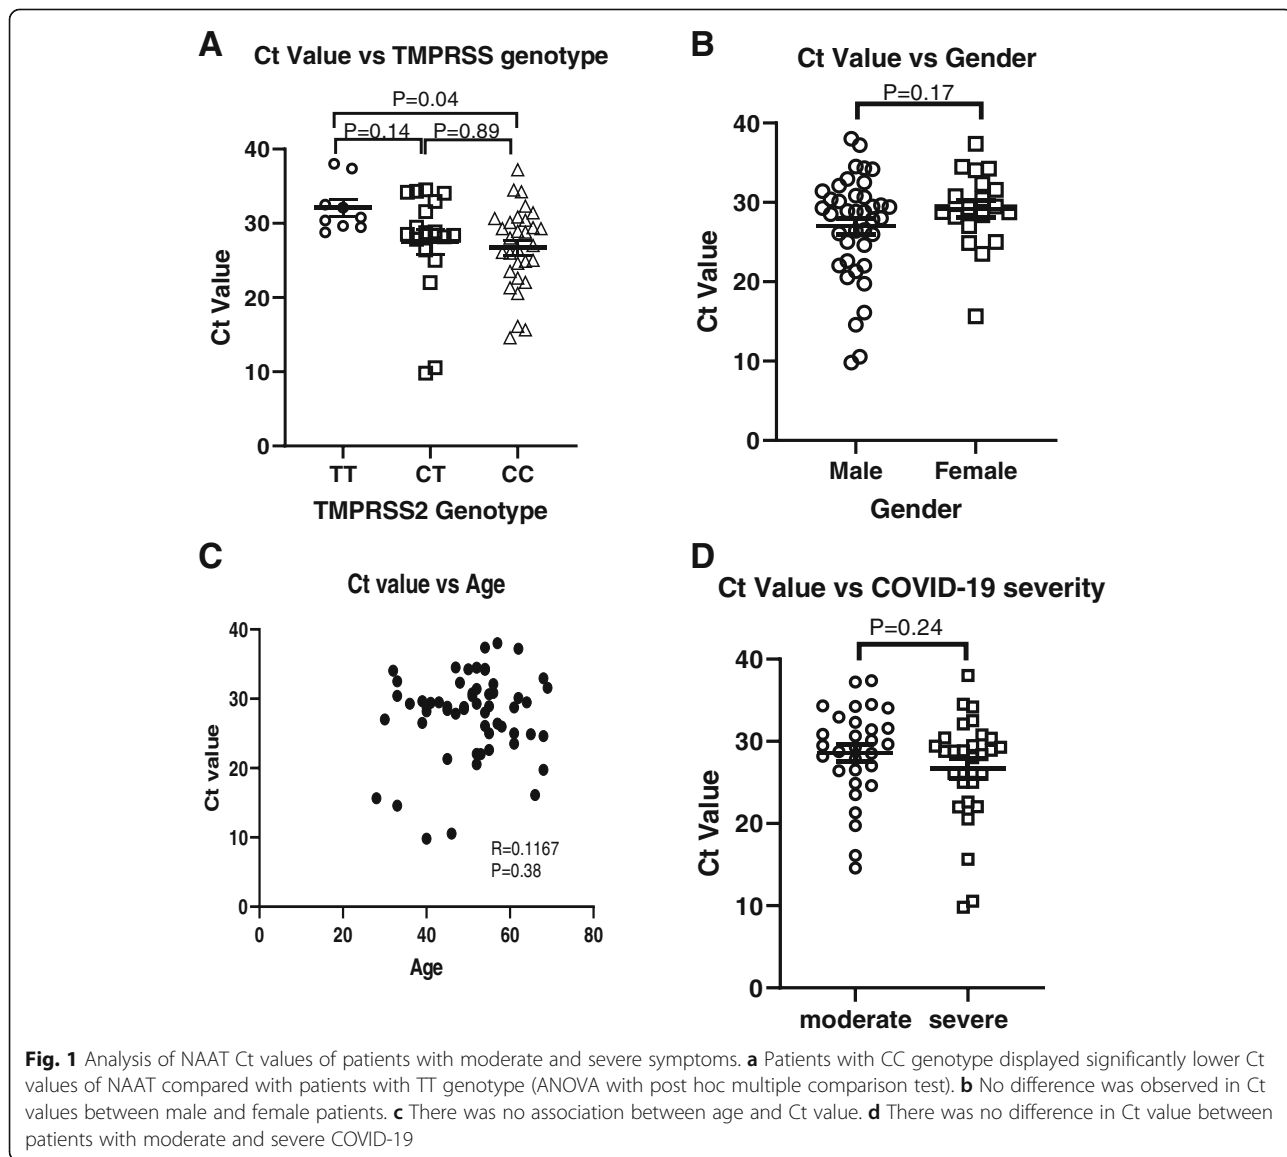 A
Ct Value vs TMPRSS genotype
P=0.04
P=0.14
P=0.89
40
30
20
10
0
Ct Value
TT CT CC
TMPRSS2 Genotype
B
Ct Value vs Gender
P=0.17
40
30
20
10
0
Ct Value
Male Female
Gender
C
Ct value vs Age
40
30
20
10
0
Ct value
R=0.1167
P=0.38
0 20 40 60 80
Age
D
Ct Value vs COVID-19 severity
P=0.24
40
30
20
10
0
Ct Value
moderate severe
Fig. 1 Analysis of NAAT Ct values of patients with moderate and severe symptoms. a Patients with CC genotype displayed significantly lower Ct
values of NAAT compared with patients with TT genotype (ANOVA with post hoc multiple comparison test). b No difference was observed in Ct
values between male and female patients. c There was no association between age and Ct value. d There was no difference in Ct value between
patients with moderate and severe COVID-19